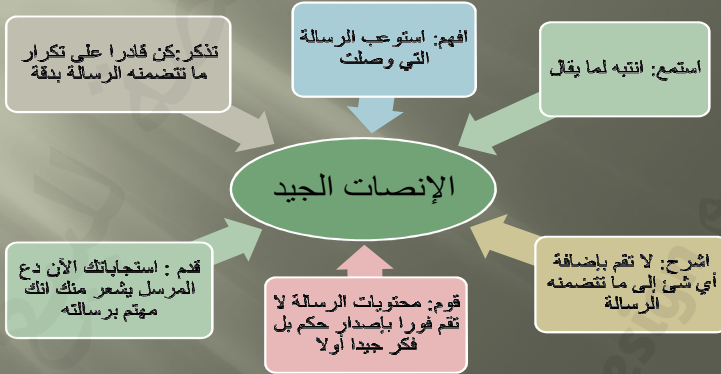 استمع: انتبه لما يقال
افهم: استوعب الرسالة
التي وصلت
تذكر:كن قادرا على تكرار
ما تتضمنه الرسالة بدقة
الإنصات الجيد
اشرح: لا تقم بإضافة
أي شئ إلى ما تتضمنه
الرسالة
قوم: محتويات الرسالة لا
تقم فورا بإصدار حكم بل
فكر جيدا أولا
قدم : استجاباتك الآن دع
المرسل يشعر منك انك
مهتم برسالته